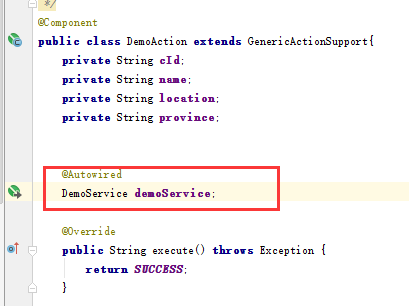 */
@Component
public class DemoAction extends GenericActionSupport{
private String cId;
private String name;
private String location;
private String province;
@Autowired
DemoService demoService;
@Override
public String execute() throws Exception {
return SUCCESS;
}